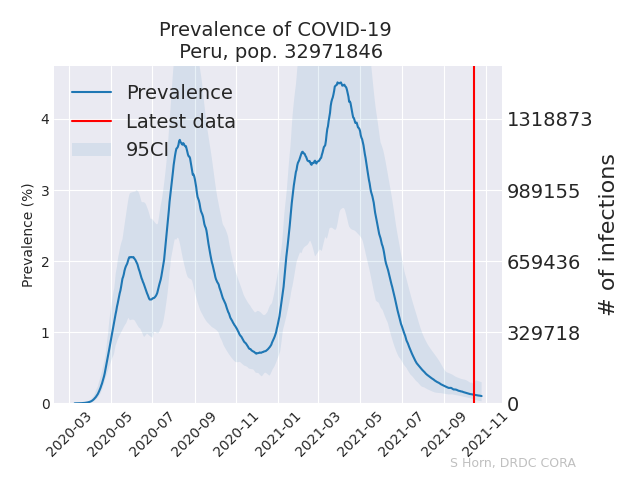 Prevalence of COVID-19
Peru, pop. 32971846
Prevalence
Latest data
95CI
Prevalence (%)
4
3
2
1
0
1318873
989155
659436
329718
0
# of infections
2020-03
2020-05
2020-07
2020-09
2020-11
2021-01
2021-03
2021-05
2021-07
2021-09
2021-11
S Horn, DRDC CORA